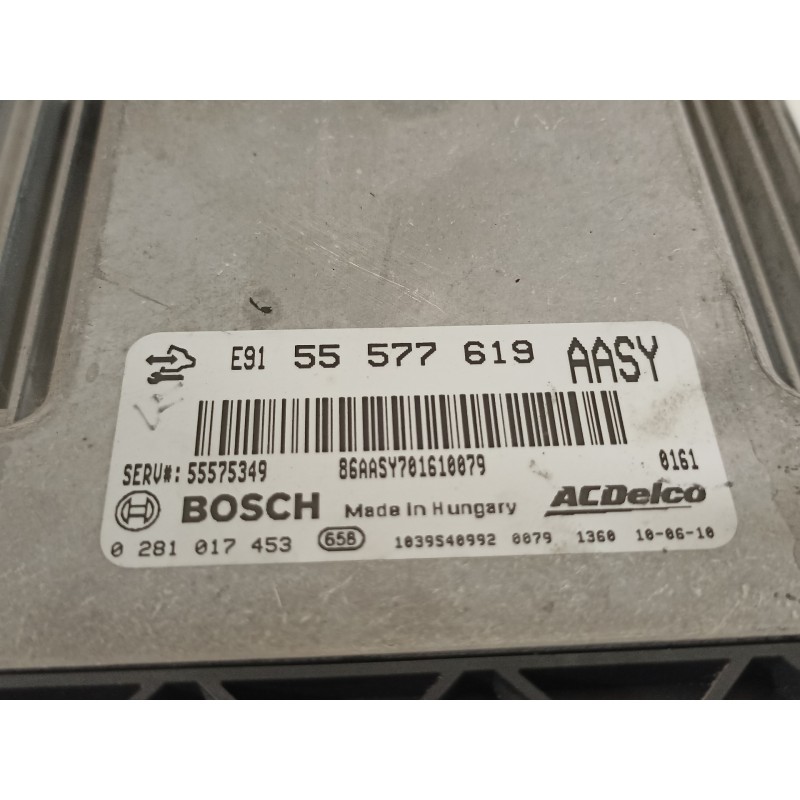 E91 55 577 619 AASY
SERV#: 55575349 86AASY701610079 0161
BOSCH Made in Hungary ACDelco
0 281 017 453 658 1039S40992 0079 1360 10-06-10